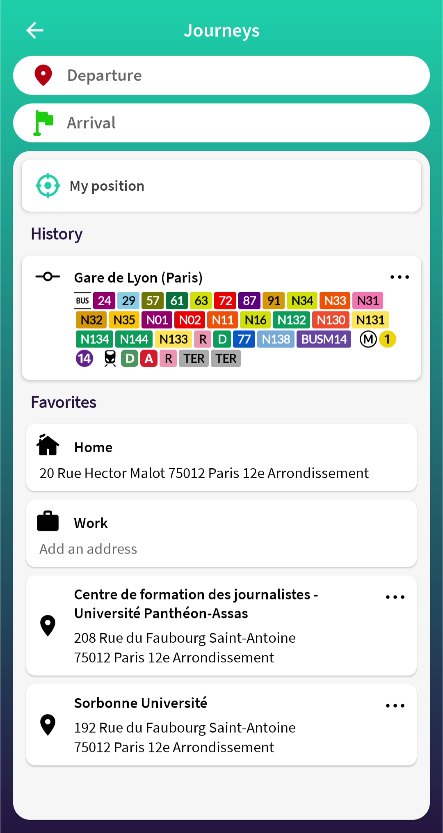 Journeys
Departure
Arrival
My position
History
Gare de Lyon (Paris)
BUS 24 29 57 61 63 72 87 91 N34 N33 N31
N32 N35 N01 N02 N11 N16 N132 N130 N131
N134 N144 N133 R D 77 N138 BUSM14 M 1
14 D A R TER TER
Favorites
Home
20 Rue Hector Malot 75012 Paris 12e Arrondissement
Work
Add an address
Centre de formation des journalistes -
Université Panthéon-Assas
208 Rue du Faubourg Saint-Antoine
75012 Paris 12e Arrondissement
Sorbonne Université
192 Rue du Faubourg Saint-Antoine
75012 Paris 12e Arrondissement